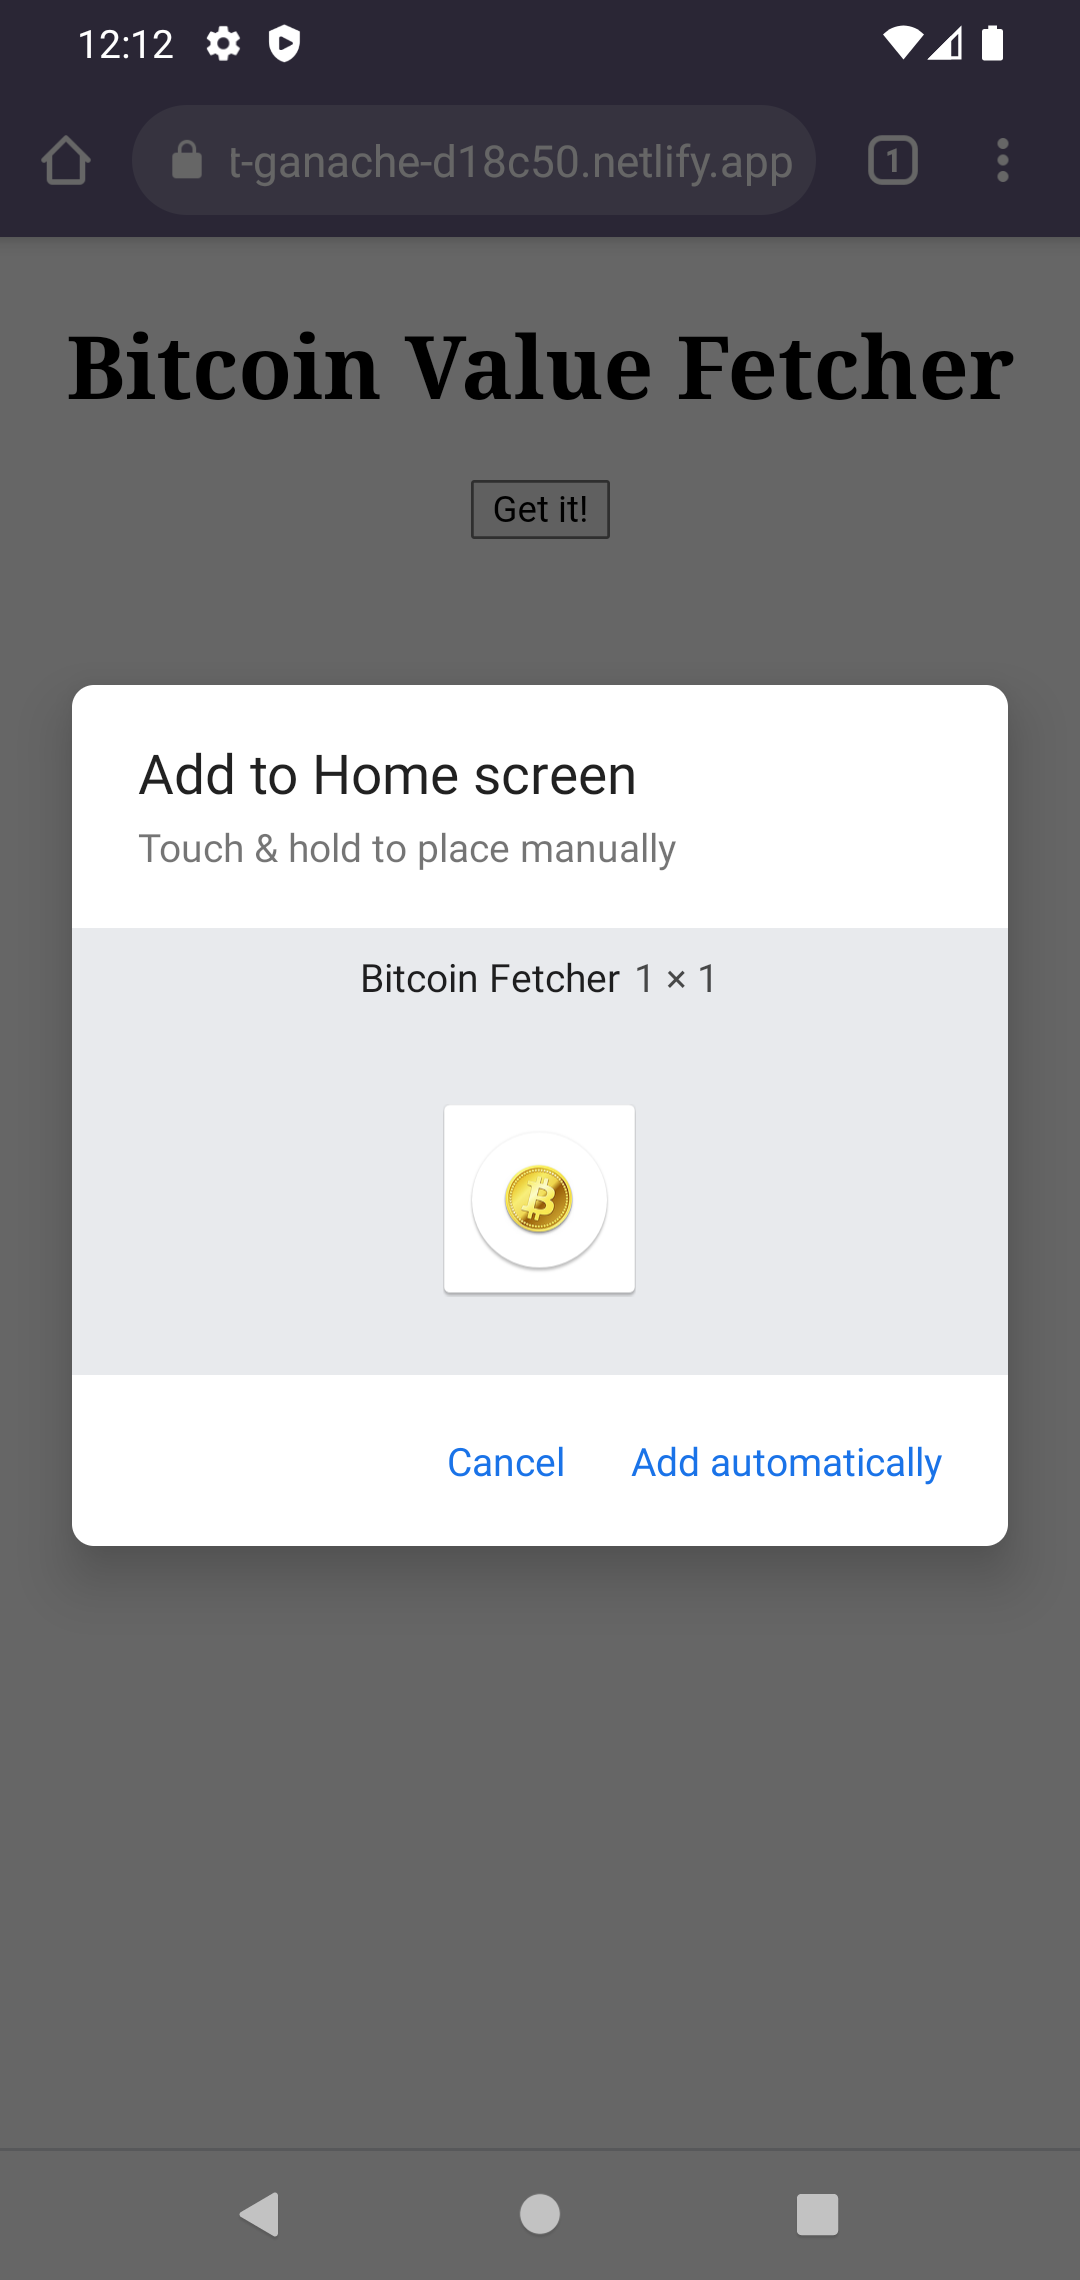 12:12
t-ganache-d18c50.netlify.app
1
Bitcoin Value Fetcher
Get it!
Add to Home screen
Touch & hold to place manually
Bitcoin Fetcher 1 × 1
Cancel
Add automatically